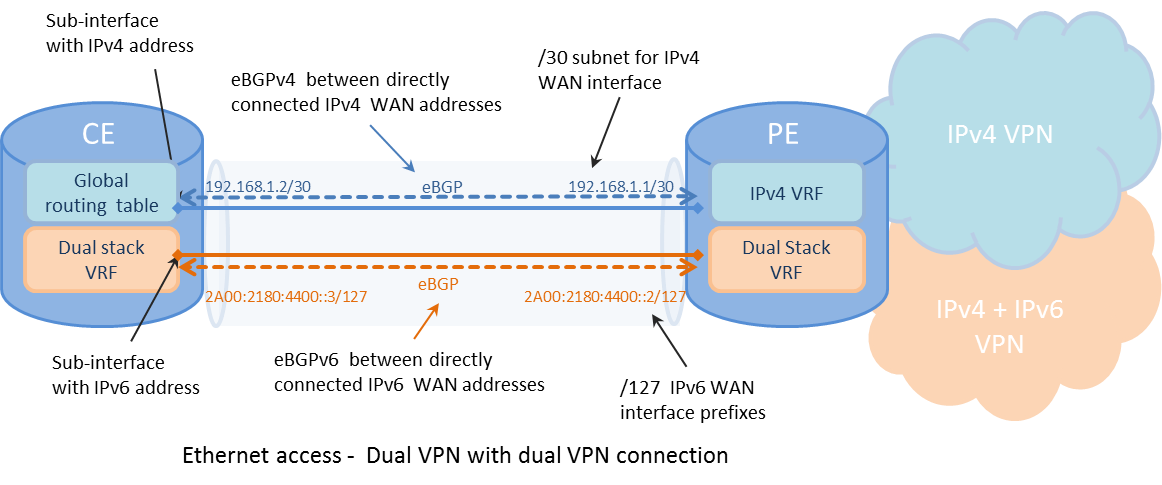 Sub-interface
with IPv4 address
eBGPv4 between directly
connected IPv4 WAN addresses
/30 subnet for IPv4
WAN interface
CE
PE
IPv4 VPN
Global
routing table
192.168.1.2/30
eBGP
192.168.1.1/30
IPv4 VRF
Dual stack
VRF
Dual Stack
VRF
2A00:2180:4400::3/127
eBGP
2A00:2180:4400::2/127
IPv4 + IPv6
VPN
Sub-interface
with IPv6 address
eBGPv6 between directly
connected IPv6 WAN addresses
/127 IPv6 WAN
interface prefixes
Ethernet access - Dual VPN with dual VPN connection